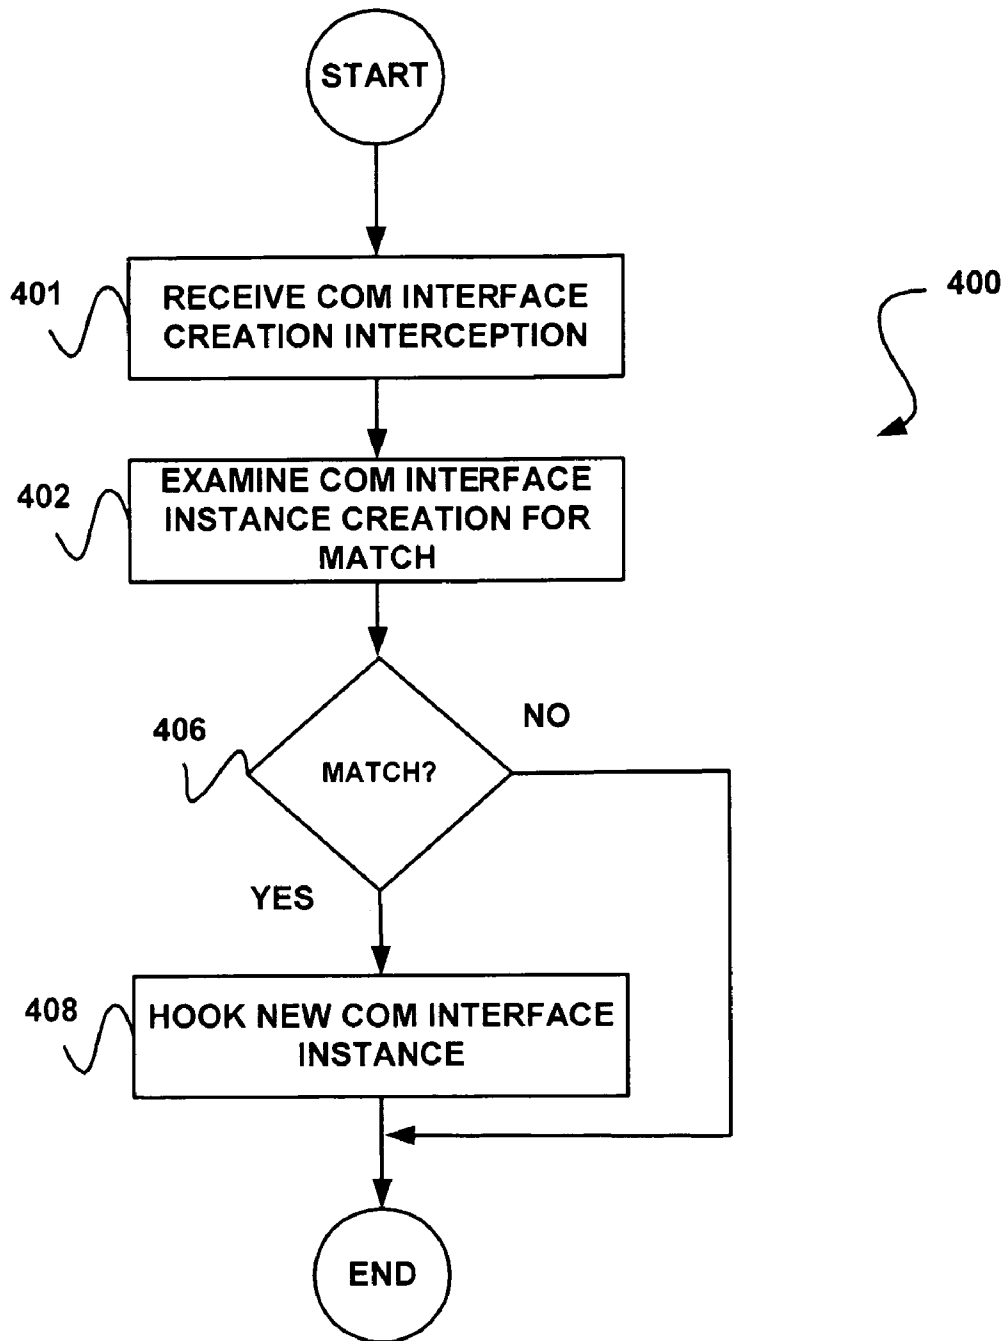 START
401
RECEIVE COM INTERFACE
CREATION INTERCEPTION
400
402
EXAMINE COM INTERFACE
INSTANCE CREATION FOR
MATCH
406
MATCH?
NO
YES
408
HOOK NEW COM INTERFACE
INSTANCE
END